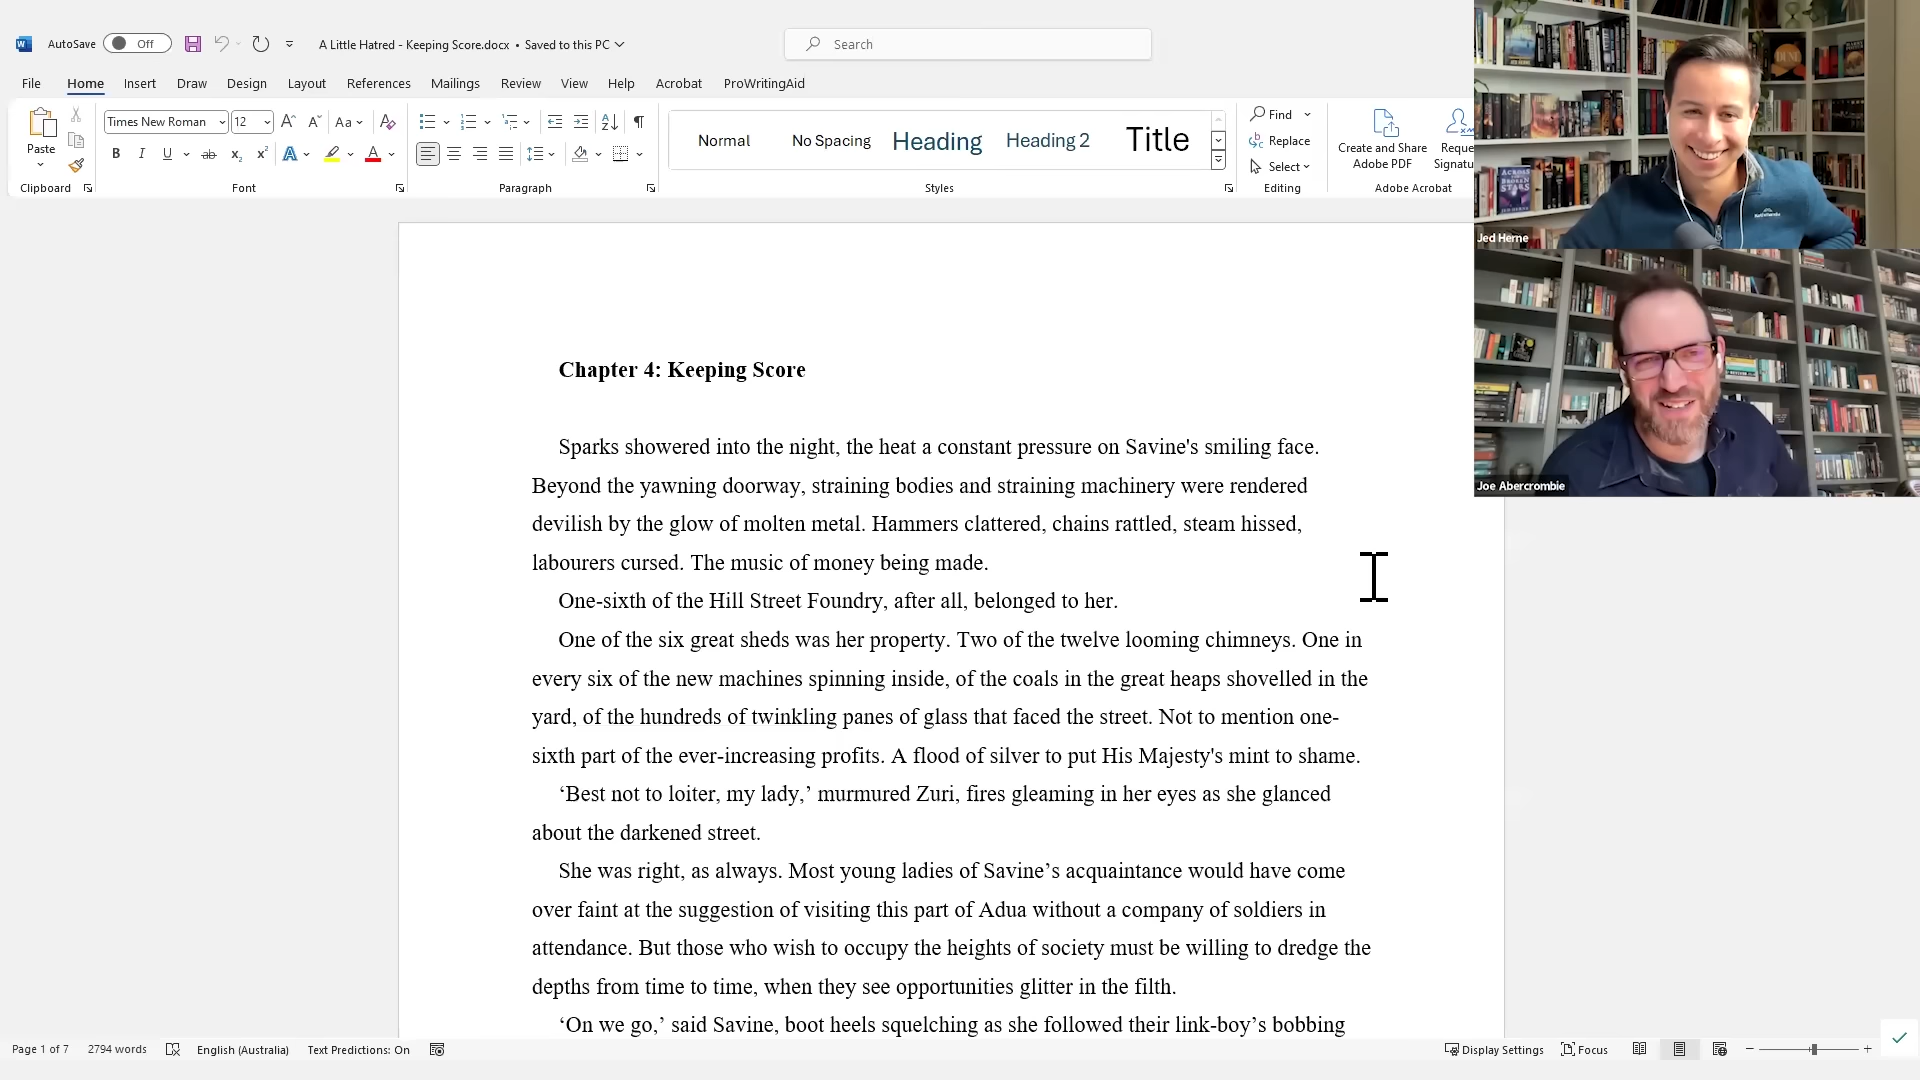 AutoSave Off A Little Hatred - Keeping Score.docx • Saved to this PC Search
File Home Insert Draw Design Layout References Mailings Review View Help Acrobat ProWritingAid
Paste
Clipboard
Times New Roman 12 Aa
B I U ab x₂ x² A A
Font
Paragraph
Normal No Spacing Heading Heading 2 Title
Styles
Find
Replace
Select
Editing
Create and Share
Adobe PDF
Reque
Signatu
Adobe Acrobat
DUNE
ACROSS
BROKEN
STARS
Jed Herne
Joe Abercrombie
Chapter 4: Keeping Score
Sparks showered into the night, the heat a constant pressure on Savine's smiling face.
Beyond the yawning doorway, straining bodies and straining machinery were rendered
devilish by the glow of molten metal. Hammers clattered, chains rattled, steam hissed,
labourers cursed. The music of money being made.
One-sixth of the Hill Street Foundry, after all, belonged to her.
One of the six great sheds was her property. Two of the twelve looming chimneys. One in
every six of the new machines spinning inside, of the coals in the great heaps shovelled in the
yard, of the hundreds of twinkling panes of glass that faced the street. Not to mention one-
sixth part of the ever-increasing profits. A flood of silver to put His Majesty's mint to shame.
‘Best not to loiter, my lady,’ murmured Zuri, fires gleaming in her eyes as she glanced
about the darkened street.
She was right, as always. Most young ladies of Savine’s acquaintance would have come
over faint at the suggestion of visiting this part of Adua without a company of soldiers in
attendance. But those who wish to occupy the heights of society must be willing to dredge the
depths from time to time, when they see opportunities glitter in the filth.
‘On we go,’ said Savine, boot heels squelching as she followed their link-boy’s bobbing
Page 1 of 7 2794 words English (Australia) Text Predictions: On Display Settings Focus